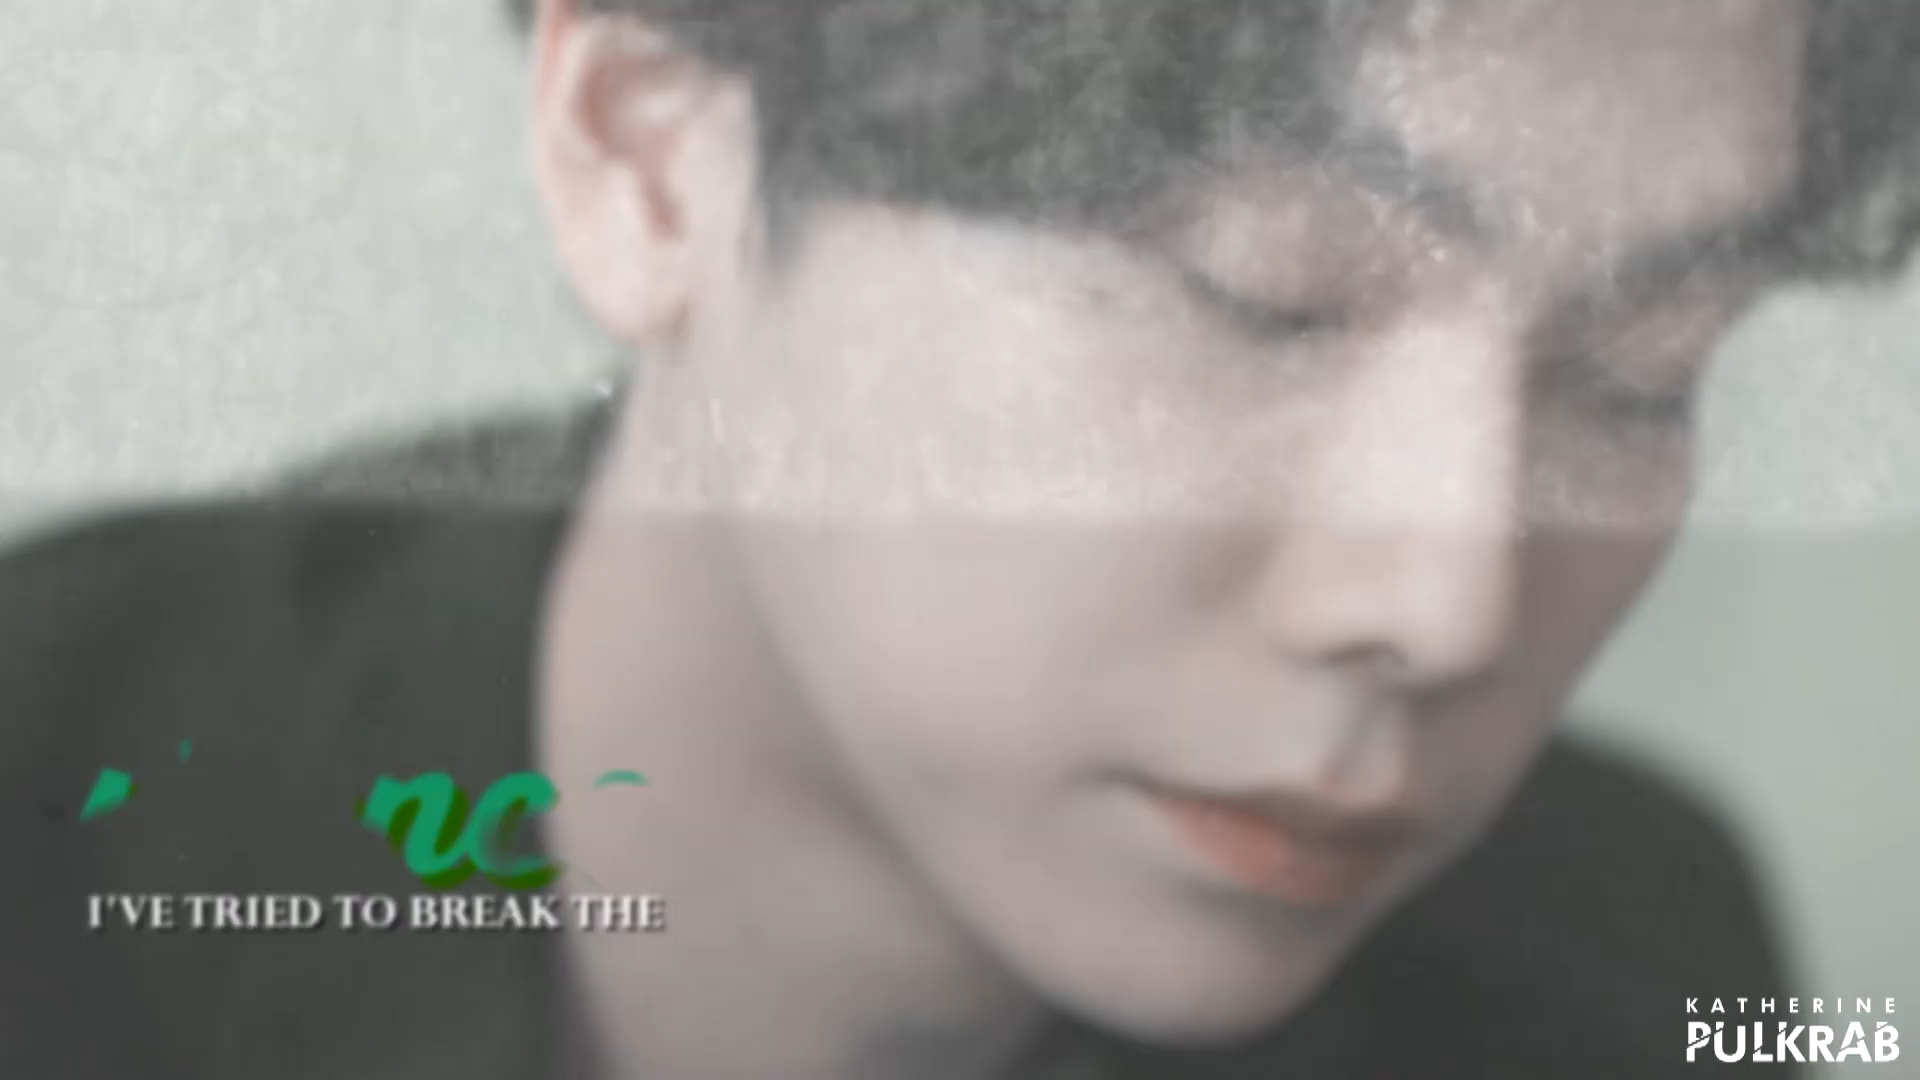 I'VE TRIED TO BREAK THE
KATHERINE
PULKRAB